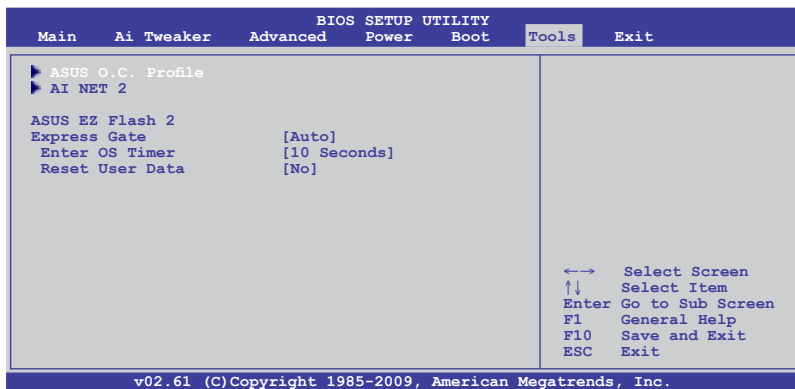 BIOS SETUP UTILITY
Main Ai Tweaker Advanced Power Boot Tools Exit
ASUS O.C. Profile
AI NET 2
ASUS EZ Flash 2
Express Gate [Auto]
Enter OS Timer [10 Seconds]
Reset User Data [No]
←→ Select Screen
↑↓ Select Item
Enter Go to Sub Screen
F1 General Help
F10 Save and Exit
ESC Exit
v02.61 (C)Copyright 1985-2009, American Megatrends, Inc.